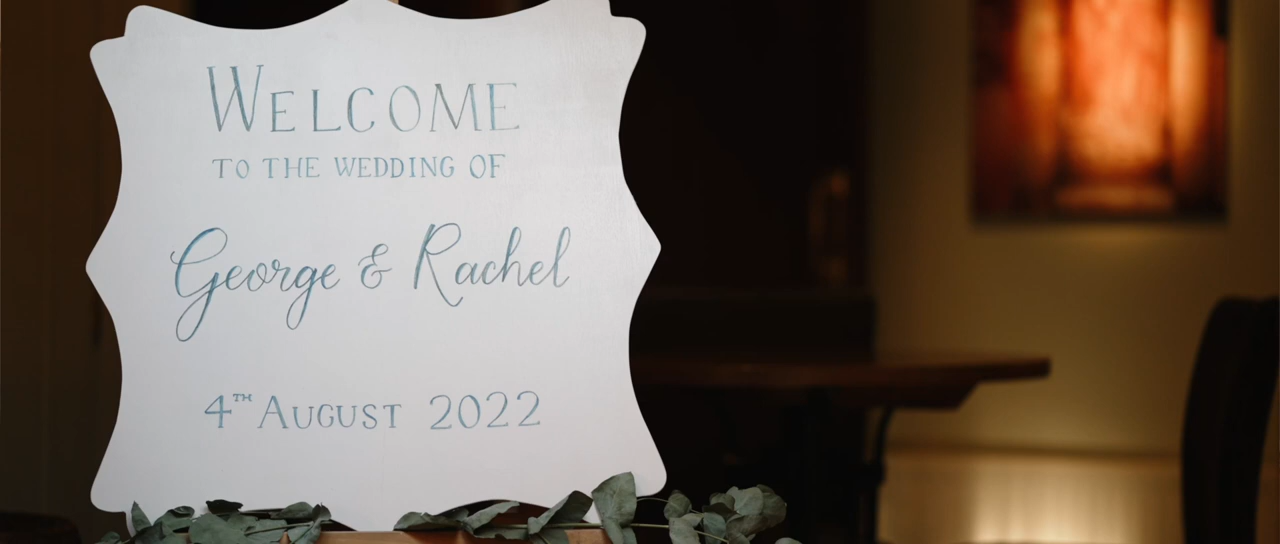 WELCOME
TO THE WEDDING OF
George & Rachel
4TH AUGUST 2022